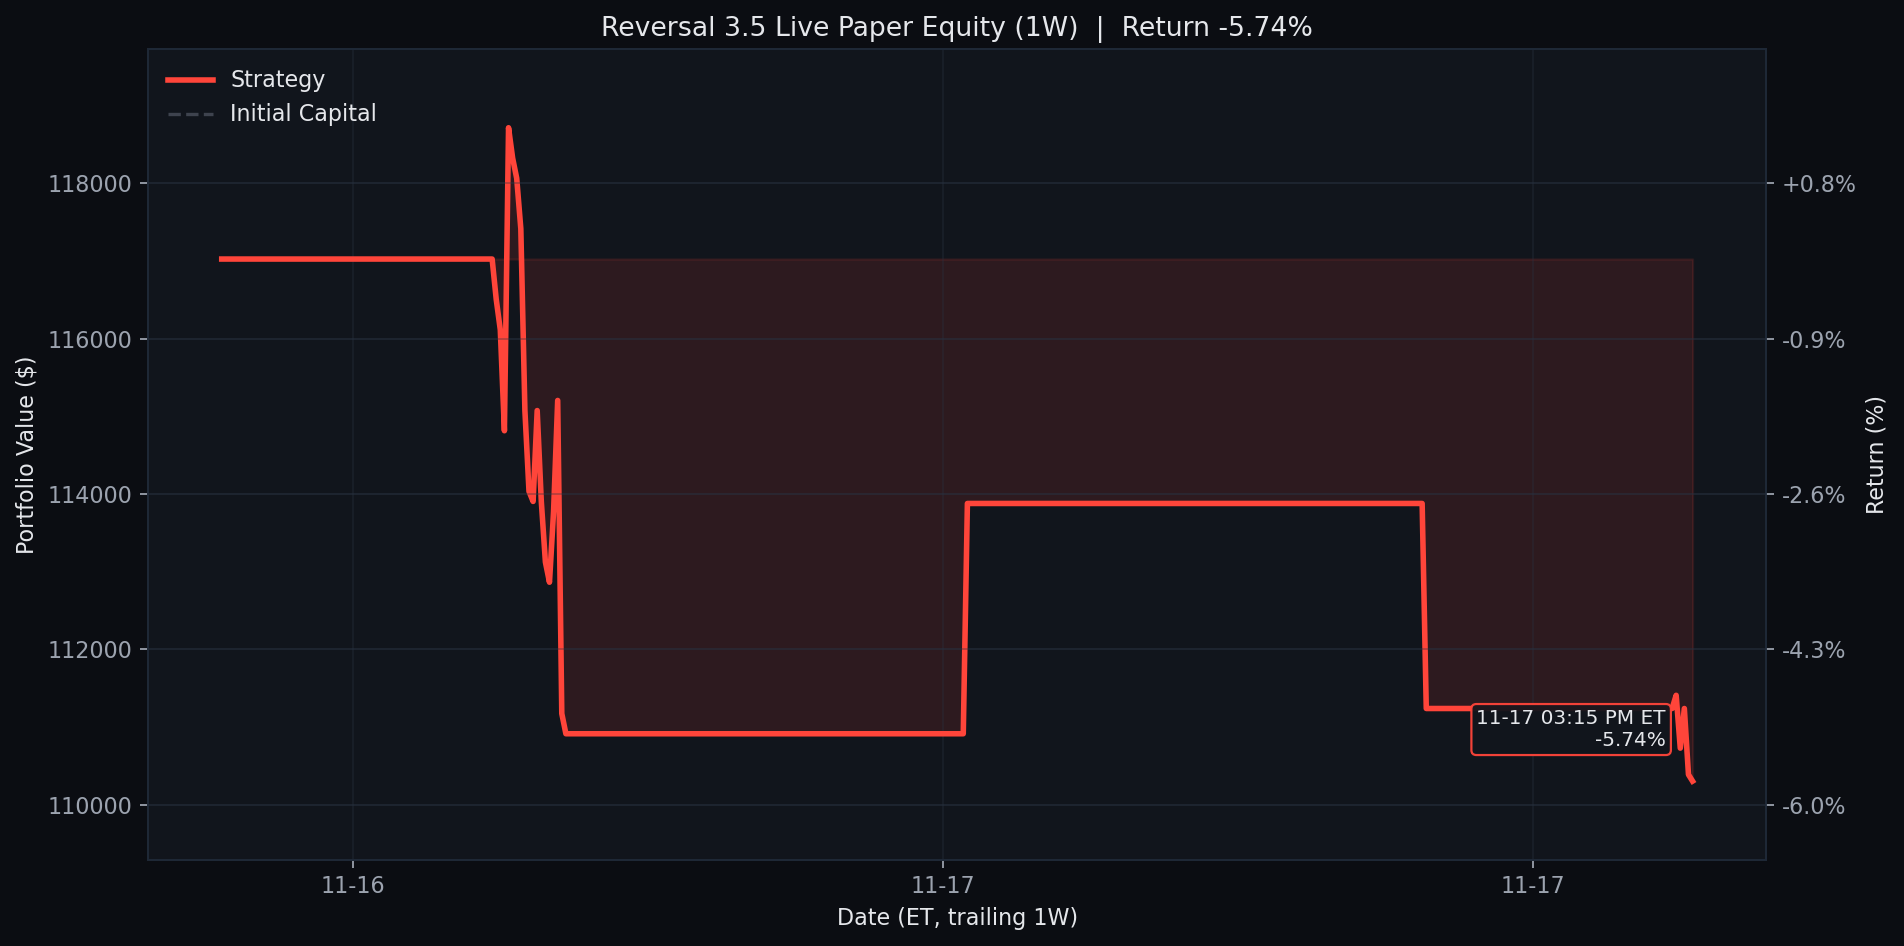 Reversal 3.5 Live Paper Equity (1W)  |  Return -5.74%
Strategy
Initial Capital
118000
116000
114000
112000
110000
Portfolio Value ($)
+0.8%
-0.9%
-2.6%
-4.3%
-6.0%
Return (%)
11-17 03:15 PM ET
-5.74%
11-16
11-17
11-17
Date (ET, trailing 1W)